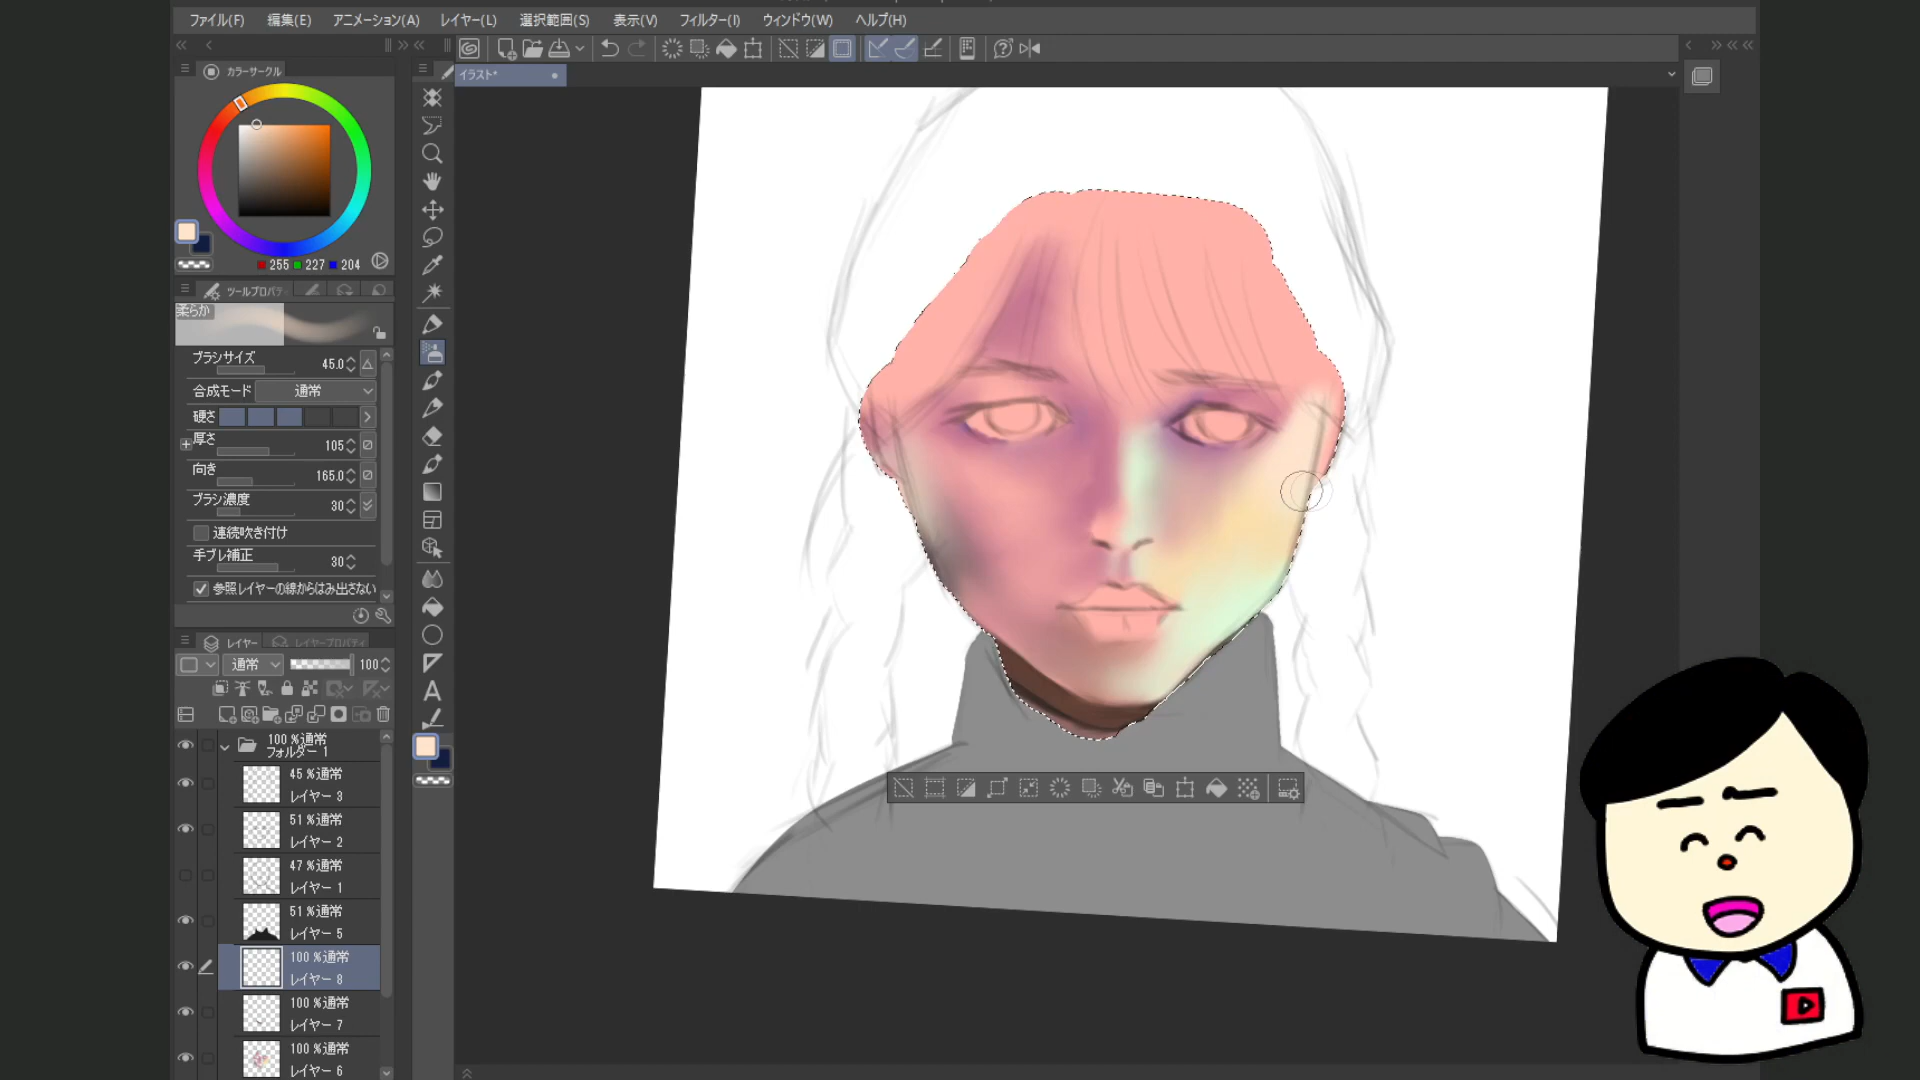 ファイル(F) 編集(E) アニメーション(A) レイヤー(L) 選択範囲(S) 表示(V) フィルター(I) ウィンドウ(W) ヘルプ(H)
カラーサークル
イラスト*
255 227 204
ツールプロパティ
柔らか
ブラシサイズ 45.0
合成モード 通常
硬さ
厚さ 105
向き 165.0
ブラシ濃度 30
連続吹き付け
手ブレ補正 30
参照レイヤーの線からはみ出さない
レイヤー レイヤープロパティ
通常 100
100 %通常
フォルダー 1
45 %通常
レイヤー 3
51 %通常
レイヤー 2
47 %通常
レイヤー 1
51 %通常
レイヤー 5
100 %通常
レイヤー 8
100 %通常
レイヤー 7
100 %通常
レイヤー 6